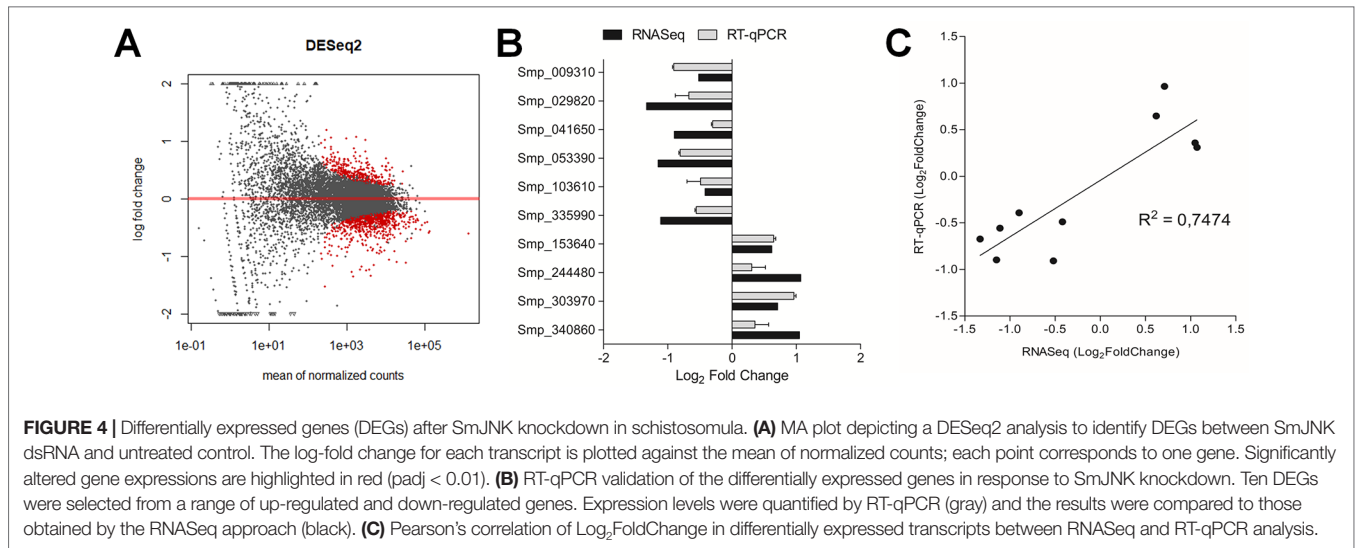 A
DESeq2
2
1
0
-1
-2
log fold change
1e-01 1e+01 1e+03 1e+05
mean of normalized counts
B
RNASeq RT-qPCR
Smp_009310
Smp_029820
Smp_041650
Smp_053390
Smp_103610
Smp_335990
Smp_153640
Smp_244480
Smp_303970
Smp_340860
-2 -1 0 1 2
Log2 Fold Change
C
1.5
1.0
0.5
0.0
-0.5
-1.0
-1.5
RT-qPCR (Log2FoldChange)
R² = 0,7474
-1.5 -1.0 -0.5 0.0 0.5 1.0 1.5
RNASeq (Log2FoldChange)
FIGURE 4 | Differentially expressed genes (DEGs) after SmJNK knockdown in schistosomula. (A) MA plot depicting a DESeq2 analysis to identify DEGs between SmJNK
dsRNA and untreated control. The log-fold change for each transcript is plotted against the mean of normalized counts; each point corresponds to one gene. Significantly
altered gene expressions are highlighted in red (padj < 0.01). (B) RT-qPCR validation of the differentially expressed genes in response to SmJNK knockdown. Ten DEGs
were selected from a range of up-regulated and down-regulated genes. Expression levels were quantified by RT-qPCR (gray) and the results were compared to those
obtained by the RNASeq approach (black). (C) Pearson's correlation of Log2FoldChange in differentially expressed transcripts between RNASeq and RT-qPCR analysis.